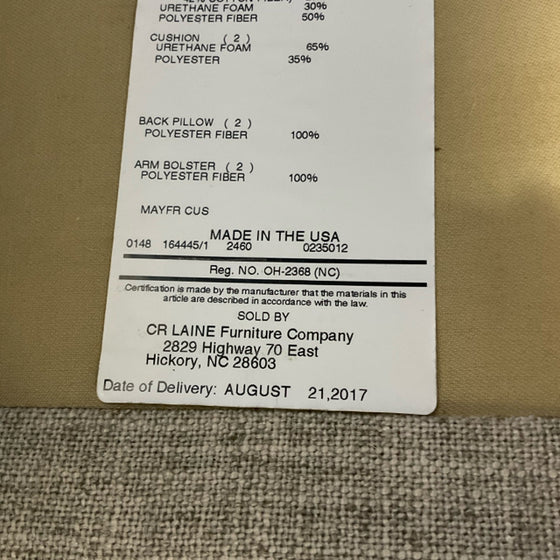 42% COTTON FIBER)
URETHANE FOAM 30%
POLYESTER FIBER 50%
CUSHION ( 2 )
URETHANE FOAM 65%
POLYESTER 35%
BACK PILLOW ( 2 )
POLYESTER FIBER 100%
ARM BOLSTER ( 2 )
POLYESTER FIBER 100%
MAYFR CUS
MADE IN THE USA
0148 164445/1 2460 0235012
Reg. NO. OH-2368 (NC)
Certification is made by the manufacturer that the materials in this
article are described in accordance with the law.
SOLD BY
CR LAINE Furniture Company
2829 Highway 70 East
Hickory, NC 28603
Date of Delivery: AUGUST 21,2017